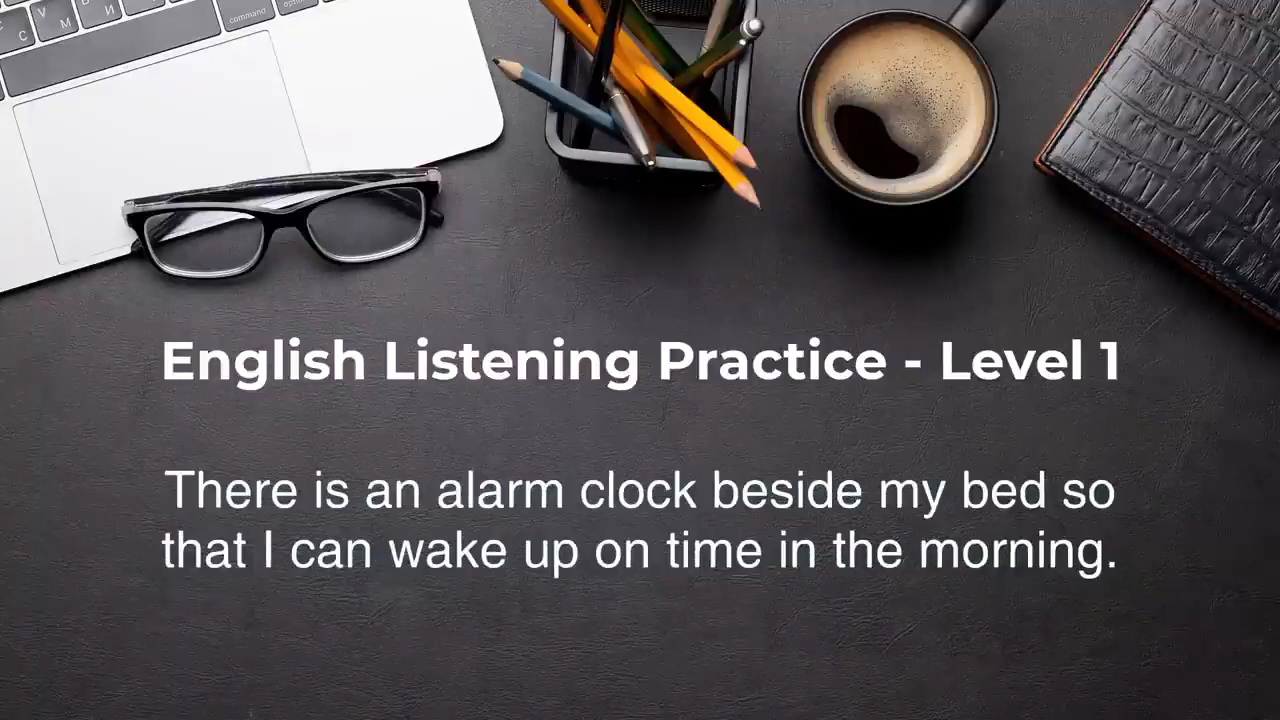 command
English Listening Practice - Level 1
There is an alarm clock beside my bed so
that I can wake up on time in the morning.